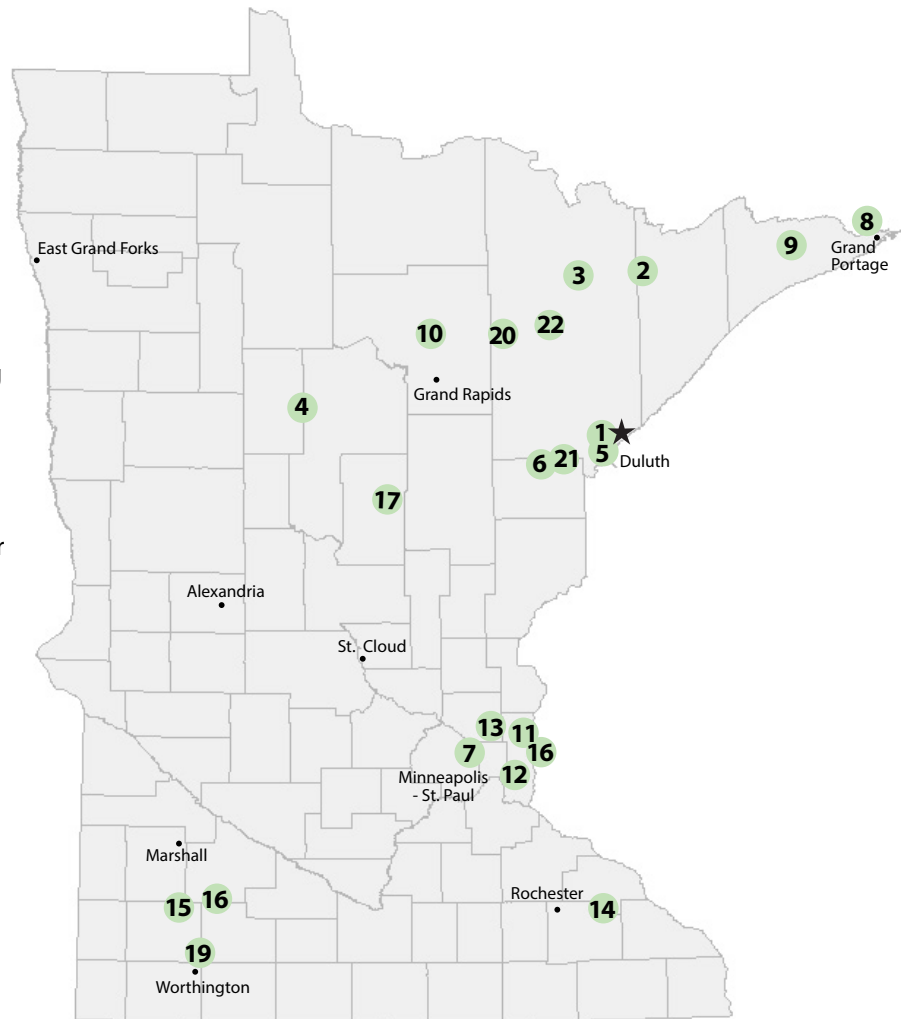 8
East Grand Forks
9
Grand
Portage
3
2
10
20
22
Grand Rapids
4
1
5
Duluth
6
21
17
r
Alexandria
St. Cloud
13
11
7
16
Minneapolis
- St. Paul
12
Marshall
15
16
Rochester
14
19
Worthington